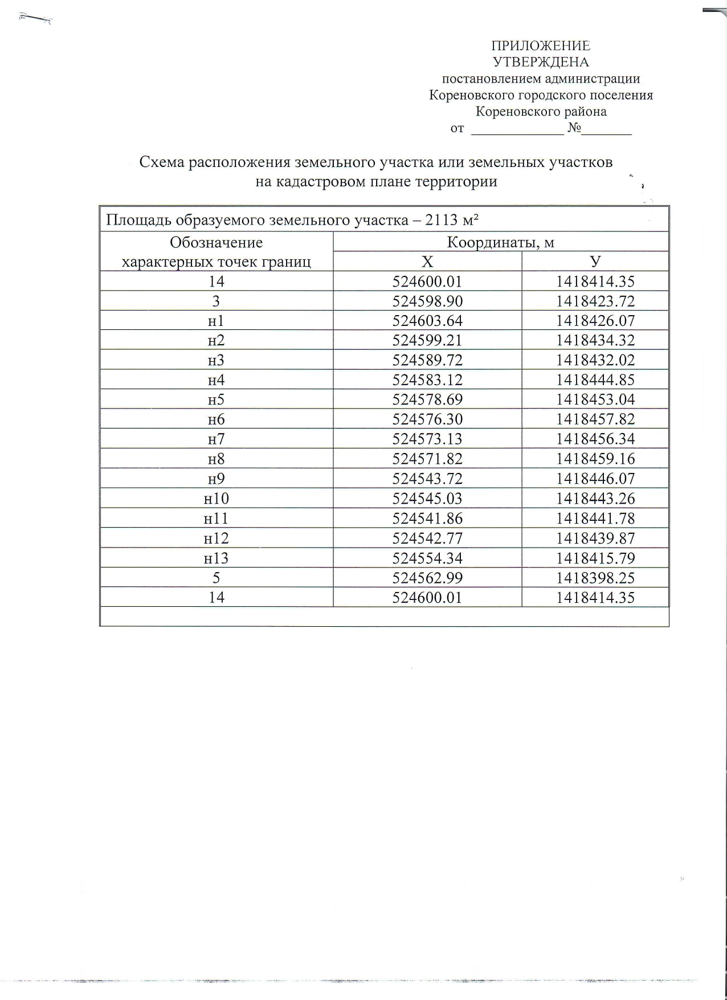 ПРИЛОЖЕНИЕ
УТВЕРЖДЕНА
постановлением администрации
Кореновского городского поселения
Кореновского района
от ____________ №_______
Схема расположения земельного участка или земельных участков
на кадастровом плане территории
Площадь образуемого земельного участка – 2113 м²
Обозначение
характерных точек границ
Координаты, м
Х У
14 524600.01 1418414.35
3 524598.90 1418423.72
н1 524603.64 1418426.07
н2 524599.21 1418434.32
н3 524589.72 1418432.02
н4 524583.12 1418444.85
н5 524578.69 1418453.04
н6 524576.30 1418457.82
н7 524573.13 1418456.34
н8 524571.82 1418459.16
н9 524543.72 1418446.07
н10 524545.03 1418443.26
н11 524541.86 1418441.78
н12 524542.77 1418439.87
н13 524554.34 1418415.79
5 524562.99 1418398.25
14 524600.01 1418414.35